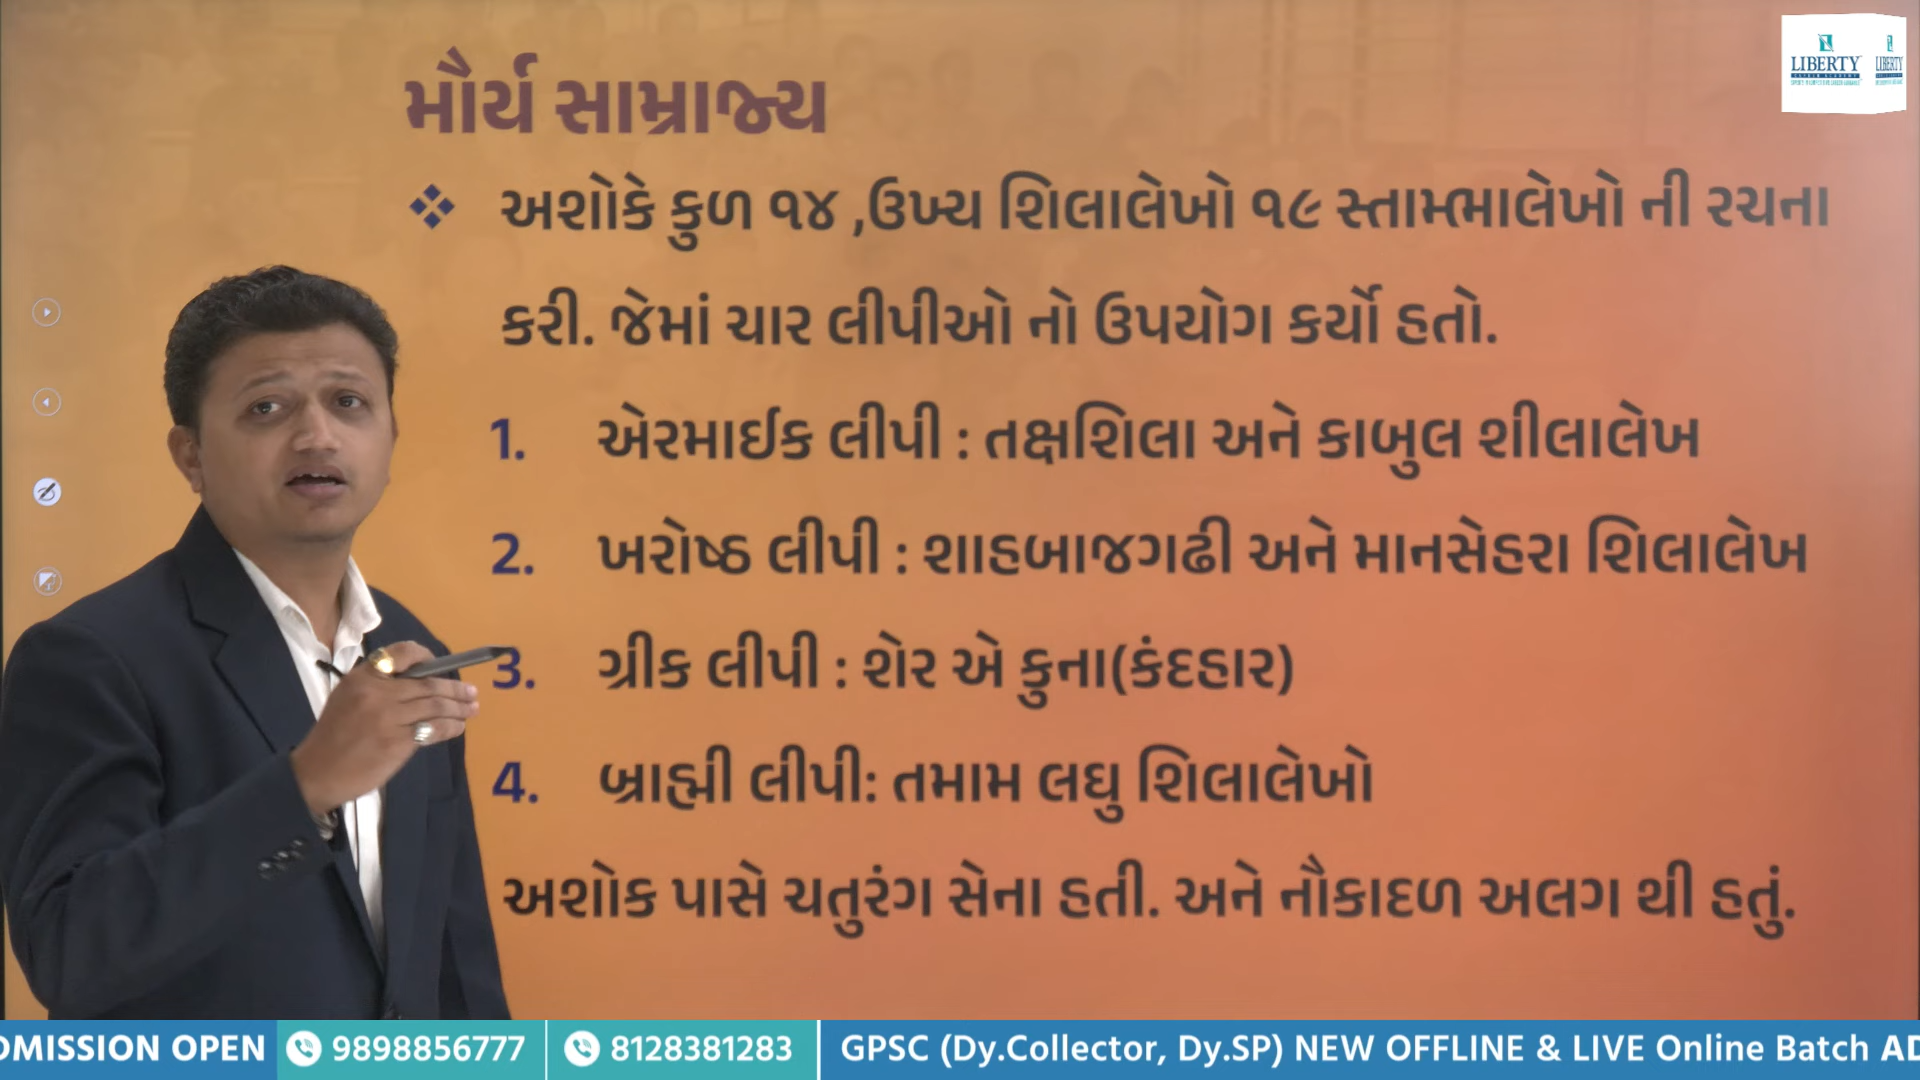 મૌર્ય સામ્રાજ્ય
LIBERTY
LIBERTY
❖ અશોકે કુળ ૧૪ ,ઉખ્ચ શિલાલેખો ૧૯ સ્તામ્ભાલેખો ની રચના
કરી. જેમાં ચાર લીપીઓ નો ઉપયોગ કર્યો હતો.
1. એરમાઈક લીપી : તક્ષશિલા અને કાબુલ શીલાલેખ
2. ખરોષ્ઠ લીપી : શાહબાજગઢી અને માનસેહરા શિલાલેખ
3. ગ્રીક લીપી : શેર એ કુના(કંદહાર)
4. બ્રાહ્મી લીપી: તમામ લઘુ શિલાલેખો
અશોક પાસે ચતુરંગ સેના હતી. અને નૌકાદળ અલગ થી હતું.
DMISSION OPEN 9898856777 8128381283 GPSC (Dy.Collector, Dy.SP) NEW OFFLINE & LIVE Online Batch AD